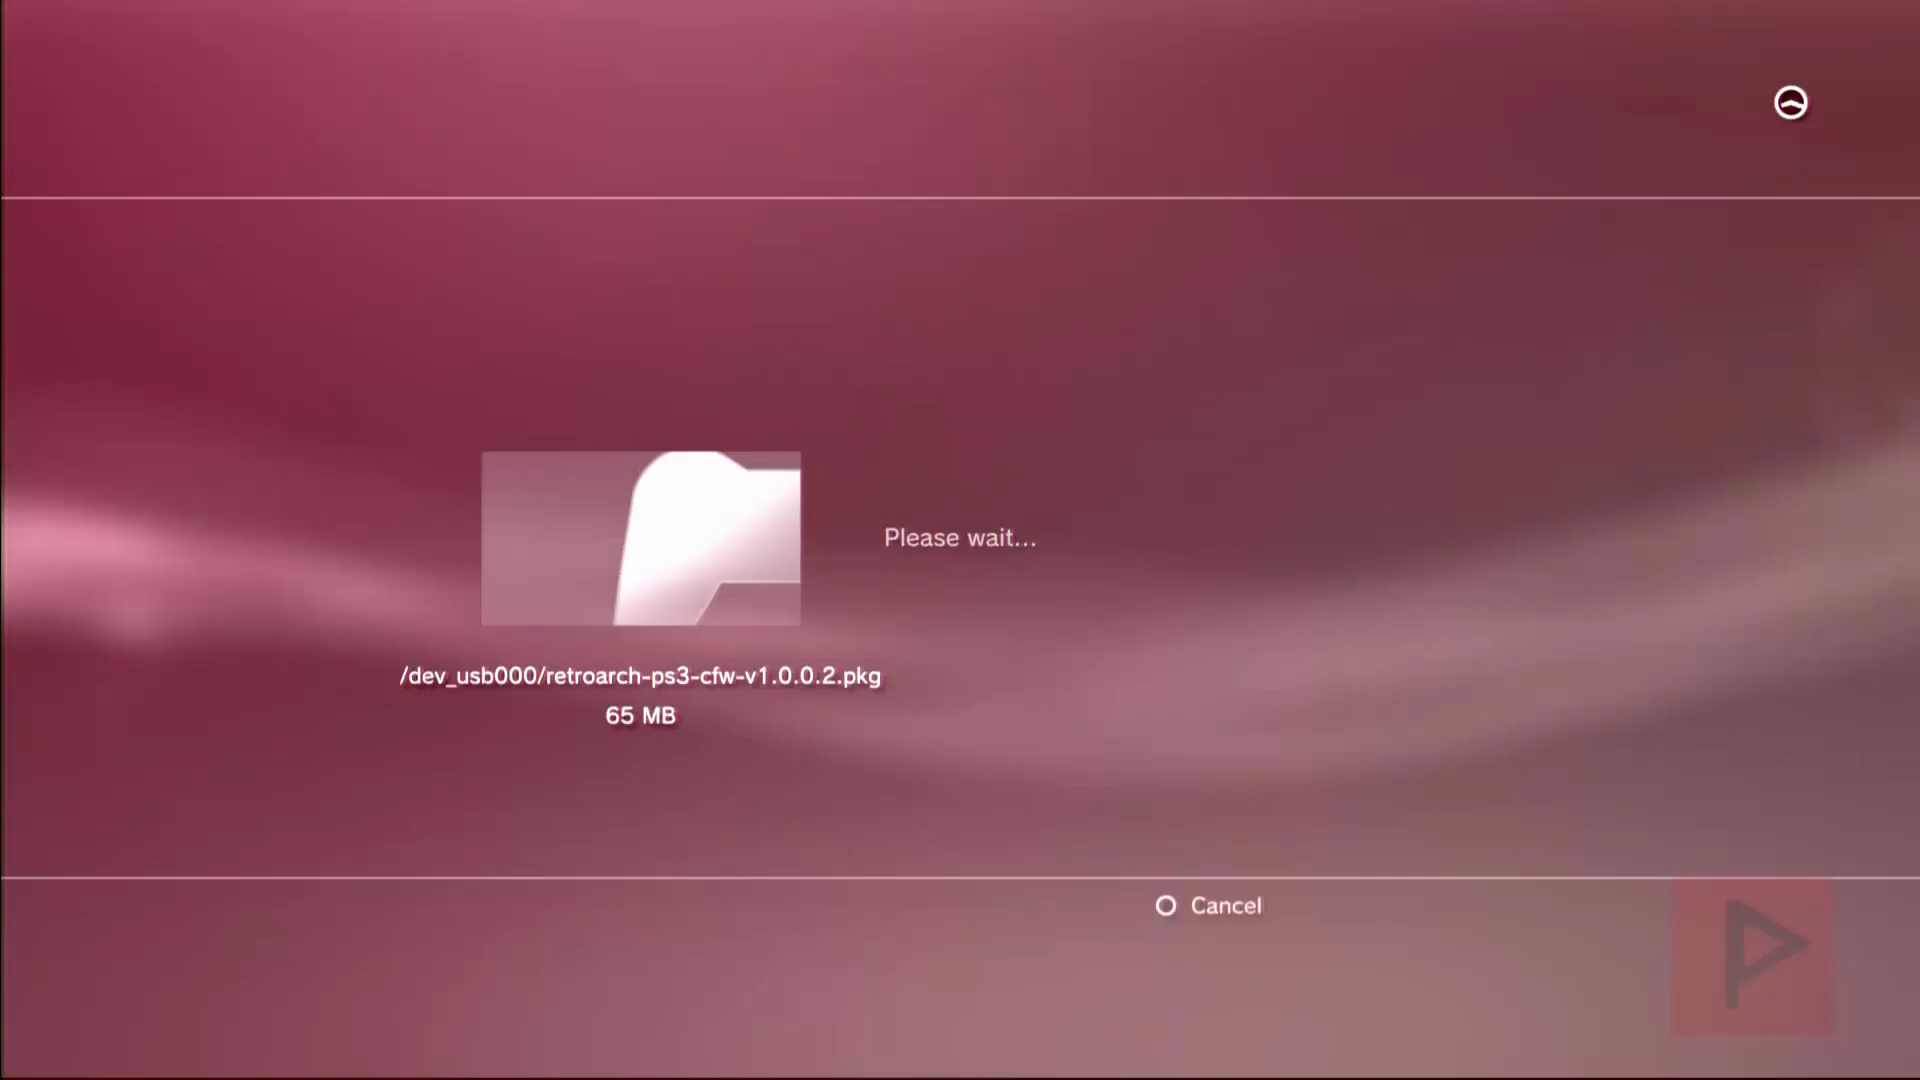 Please wait...
/dev_usb000/retroarch-ps3-cfw-v1.0.0.2.pkg
65 MB
Cancel